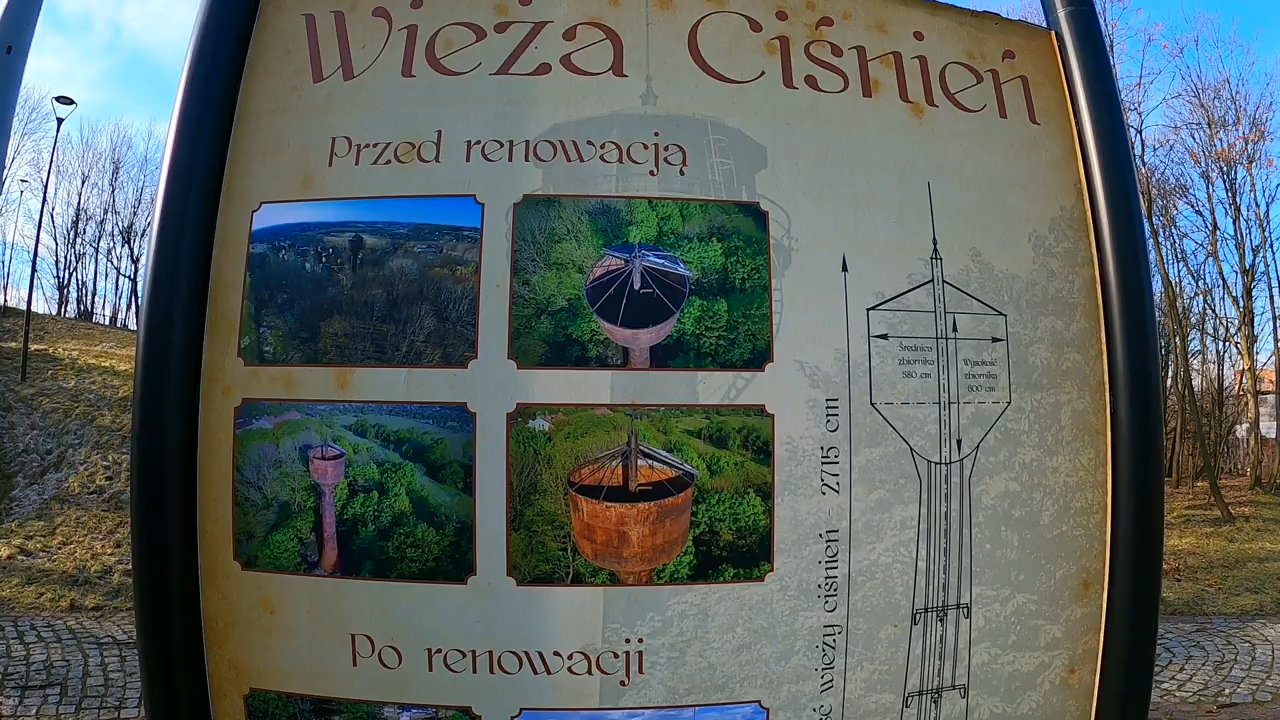 Wieża Ciśnień
Przed renowacją
Średnica
zbiornika
580 cm
Wysokość
zbiornika
600 cm
wieży ciśnień - 2715 cm
Po renowacji